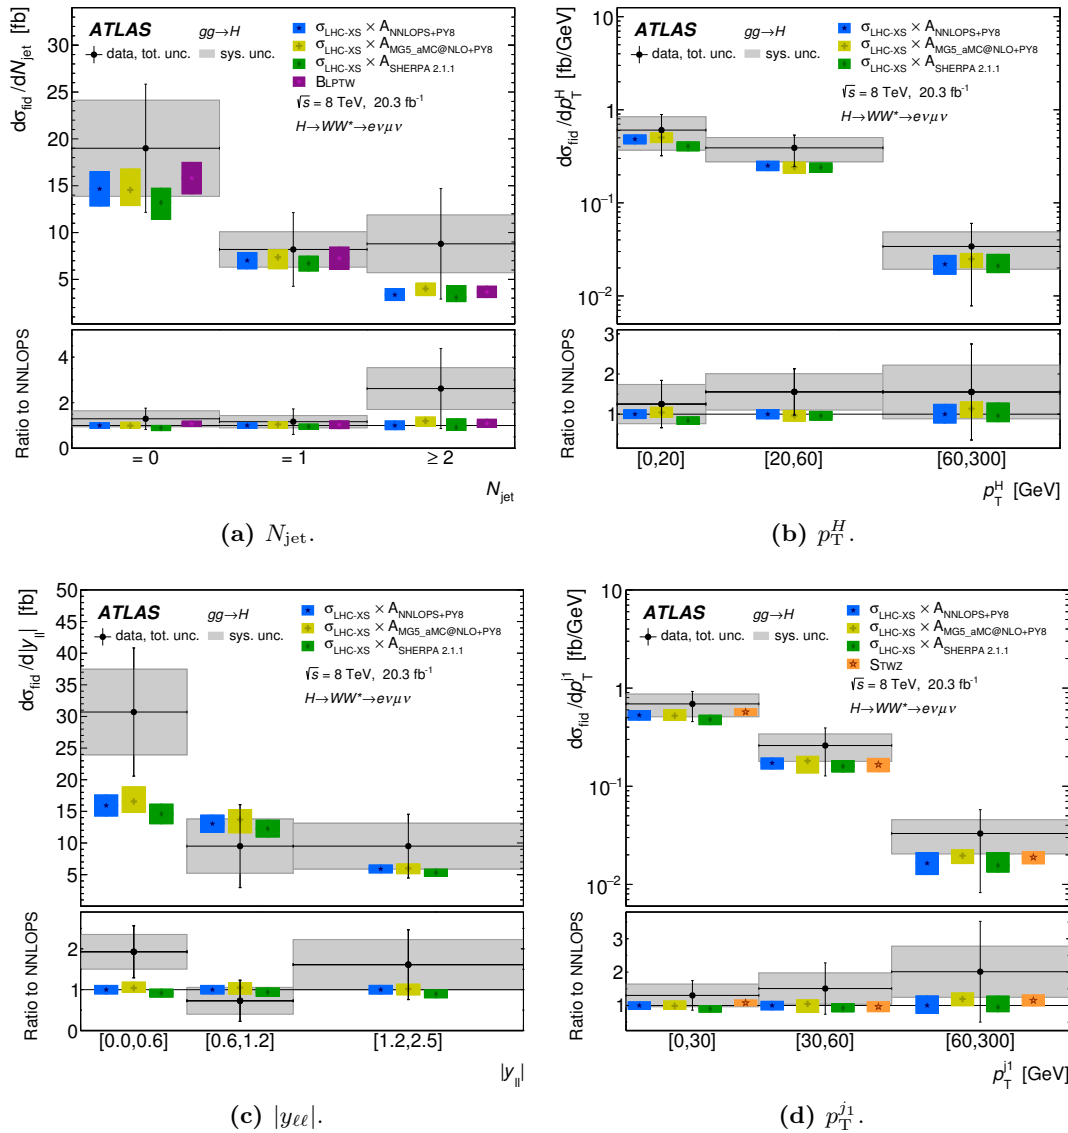 ATLAS gg→H
data, tot. unc. sys. unc.
σLHC-XS × ANNLOPS+PY8
σLHC-XS × AMG5_aMC@NLO+PY8
σLHC-XS × ASHERPA 2.1.1
BLPTW
√s = 8 TeV, 20.3 fb-1
H→WW*→eνμν
dσfid/dNjet [fb]
30
25
20
15
10
5
Ratio to NNLOPS
4
2
0
= 0 = 1 ≥ 2
Njet
(a) Njet.
ATLAS gg→H
data, tot. unc. sys. unc.
σLHC-XS × ANNLOPS+PY8
σLHC-XS × AMG5_aMC@NLO+PY8
σLHC-XS × ASHERPA 2.1.1
√s = 8 TeV, 20.3 fb-1
H→WW*→eνμν
dσfid/dpTH [fb/GeV]
10
1
10−1
10−2
Ratio to NNLOPS
3
2
1
[0,20] [20,60] [60,300]
pTH [GeV]
(b) pTH.
ATLAS gg→H
data, tot. unc. sys. unc.
σLHC-XS × ANNLOPS+PY8
σLHC-XS × AMG5_aMC@NLO+PY8
σLHC-XS × ASHERPA 2.1.1
√s = 8 TeV, 20.3 fb-1
H→WW*→eνμν
dσfid/d|yll| [fb]
50
45
40
35
30
25
20
15
10
5
Ratio to NNLOPS
2
1
0
[0.0,0.6] [0.6,1.2] [1.2,2.5]
|yll|
(c) |yℓℓ|.
ATLAS gg→H
data, tot. unc. sys. unc.
σLHC-XS × ANNLOPS+PY8
σLHC-XS × AMG5_aMC@NLO+PY8
σLHC-XS × ASHERPA 2.1.1
STWZ
√s = 8 TeV, 20.3 fb-1
H→WW*→eνμν
dσfid/dpTj1 [fb/GeV]
10
1
10−1
10−2
Ratio to NNLOPS
3
2
1
[0,30] [30,60] [60,300]
pTj1 [GeV]
(d) pTj1.